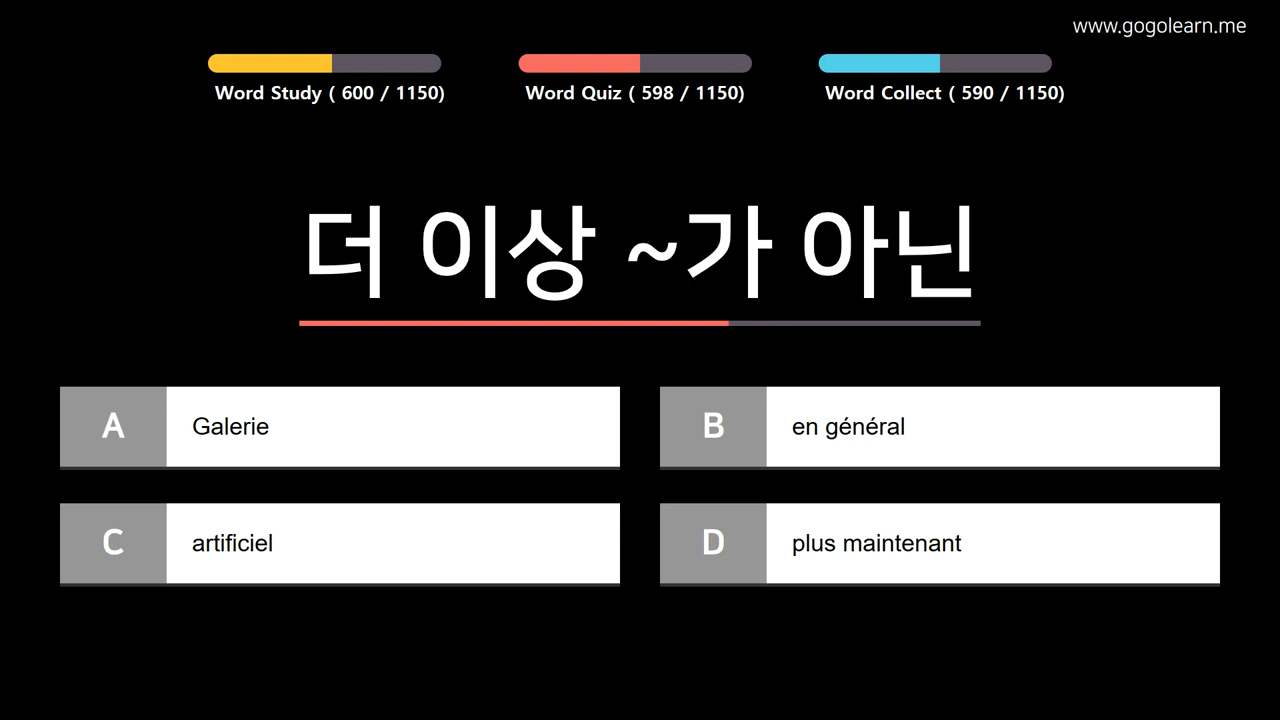 www.gogolearn.me
Word Study ( 600 / 1150)
Word Quiz ( 598 / 1150)
Word Collect ( 590 / 1150)
더 이상 ~가 아닌
A
Galerie
B
en général
C
artificiel
D
plus maintenant